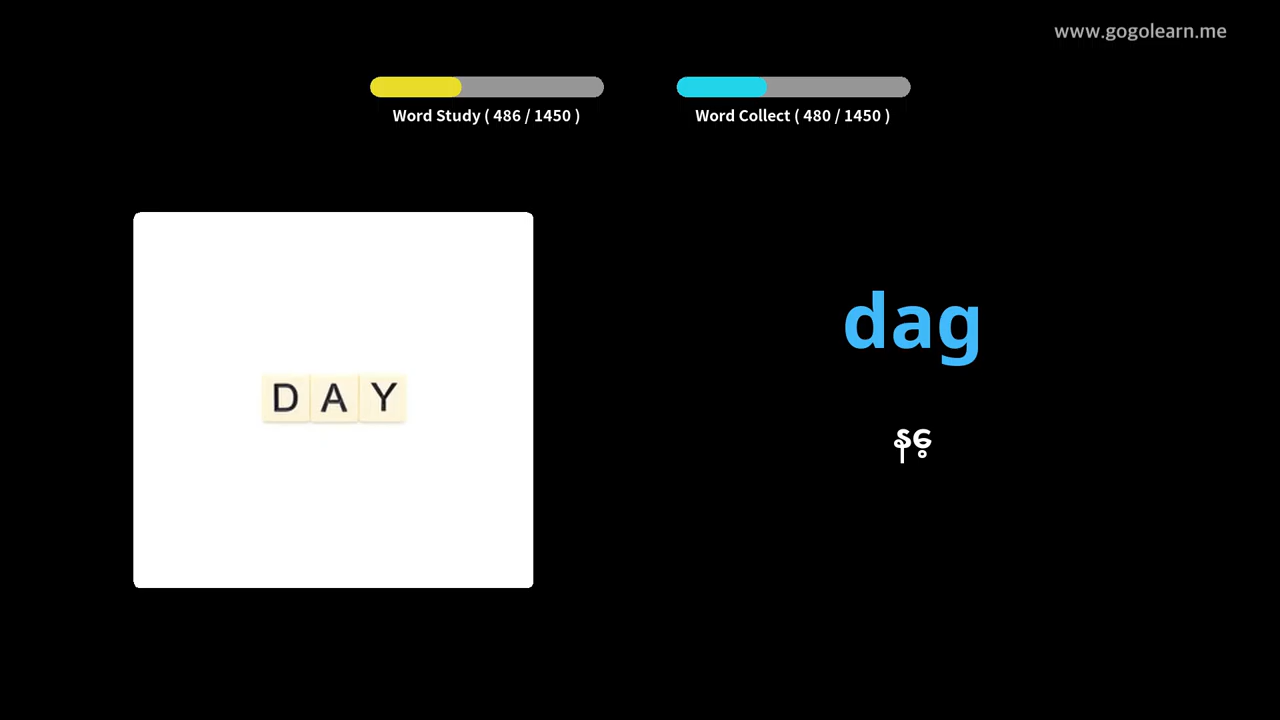 www.gogolearn.me
Word Study ( 486 / 1450 )
Word Collect ( 480 / 1450 )
DAY
dag
နေ့